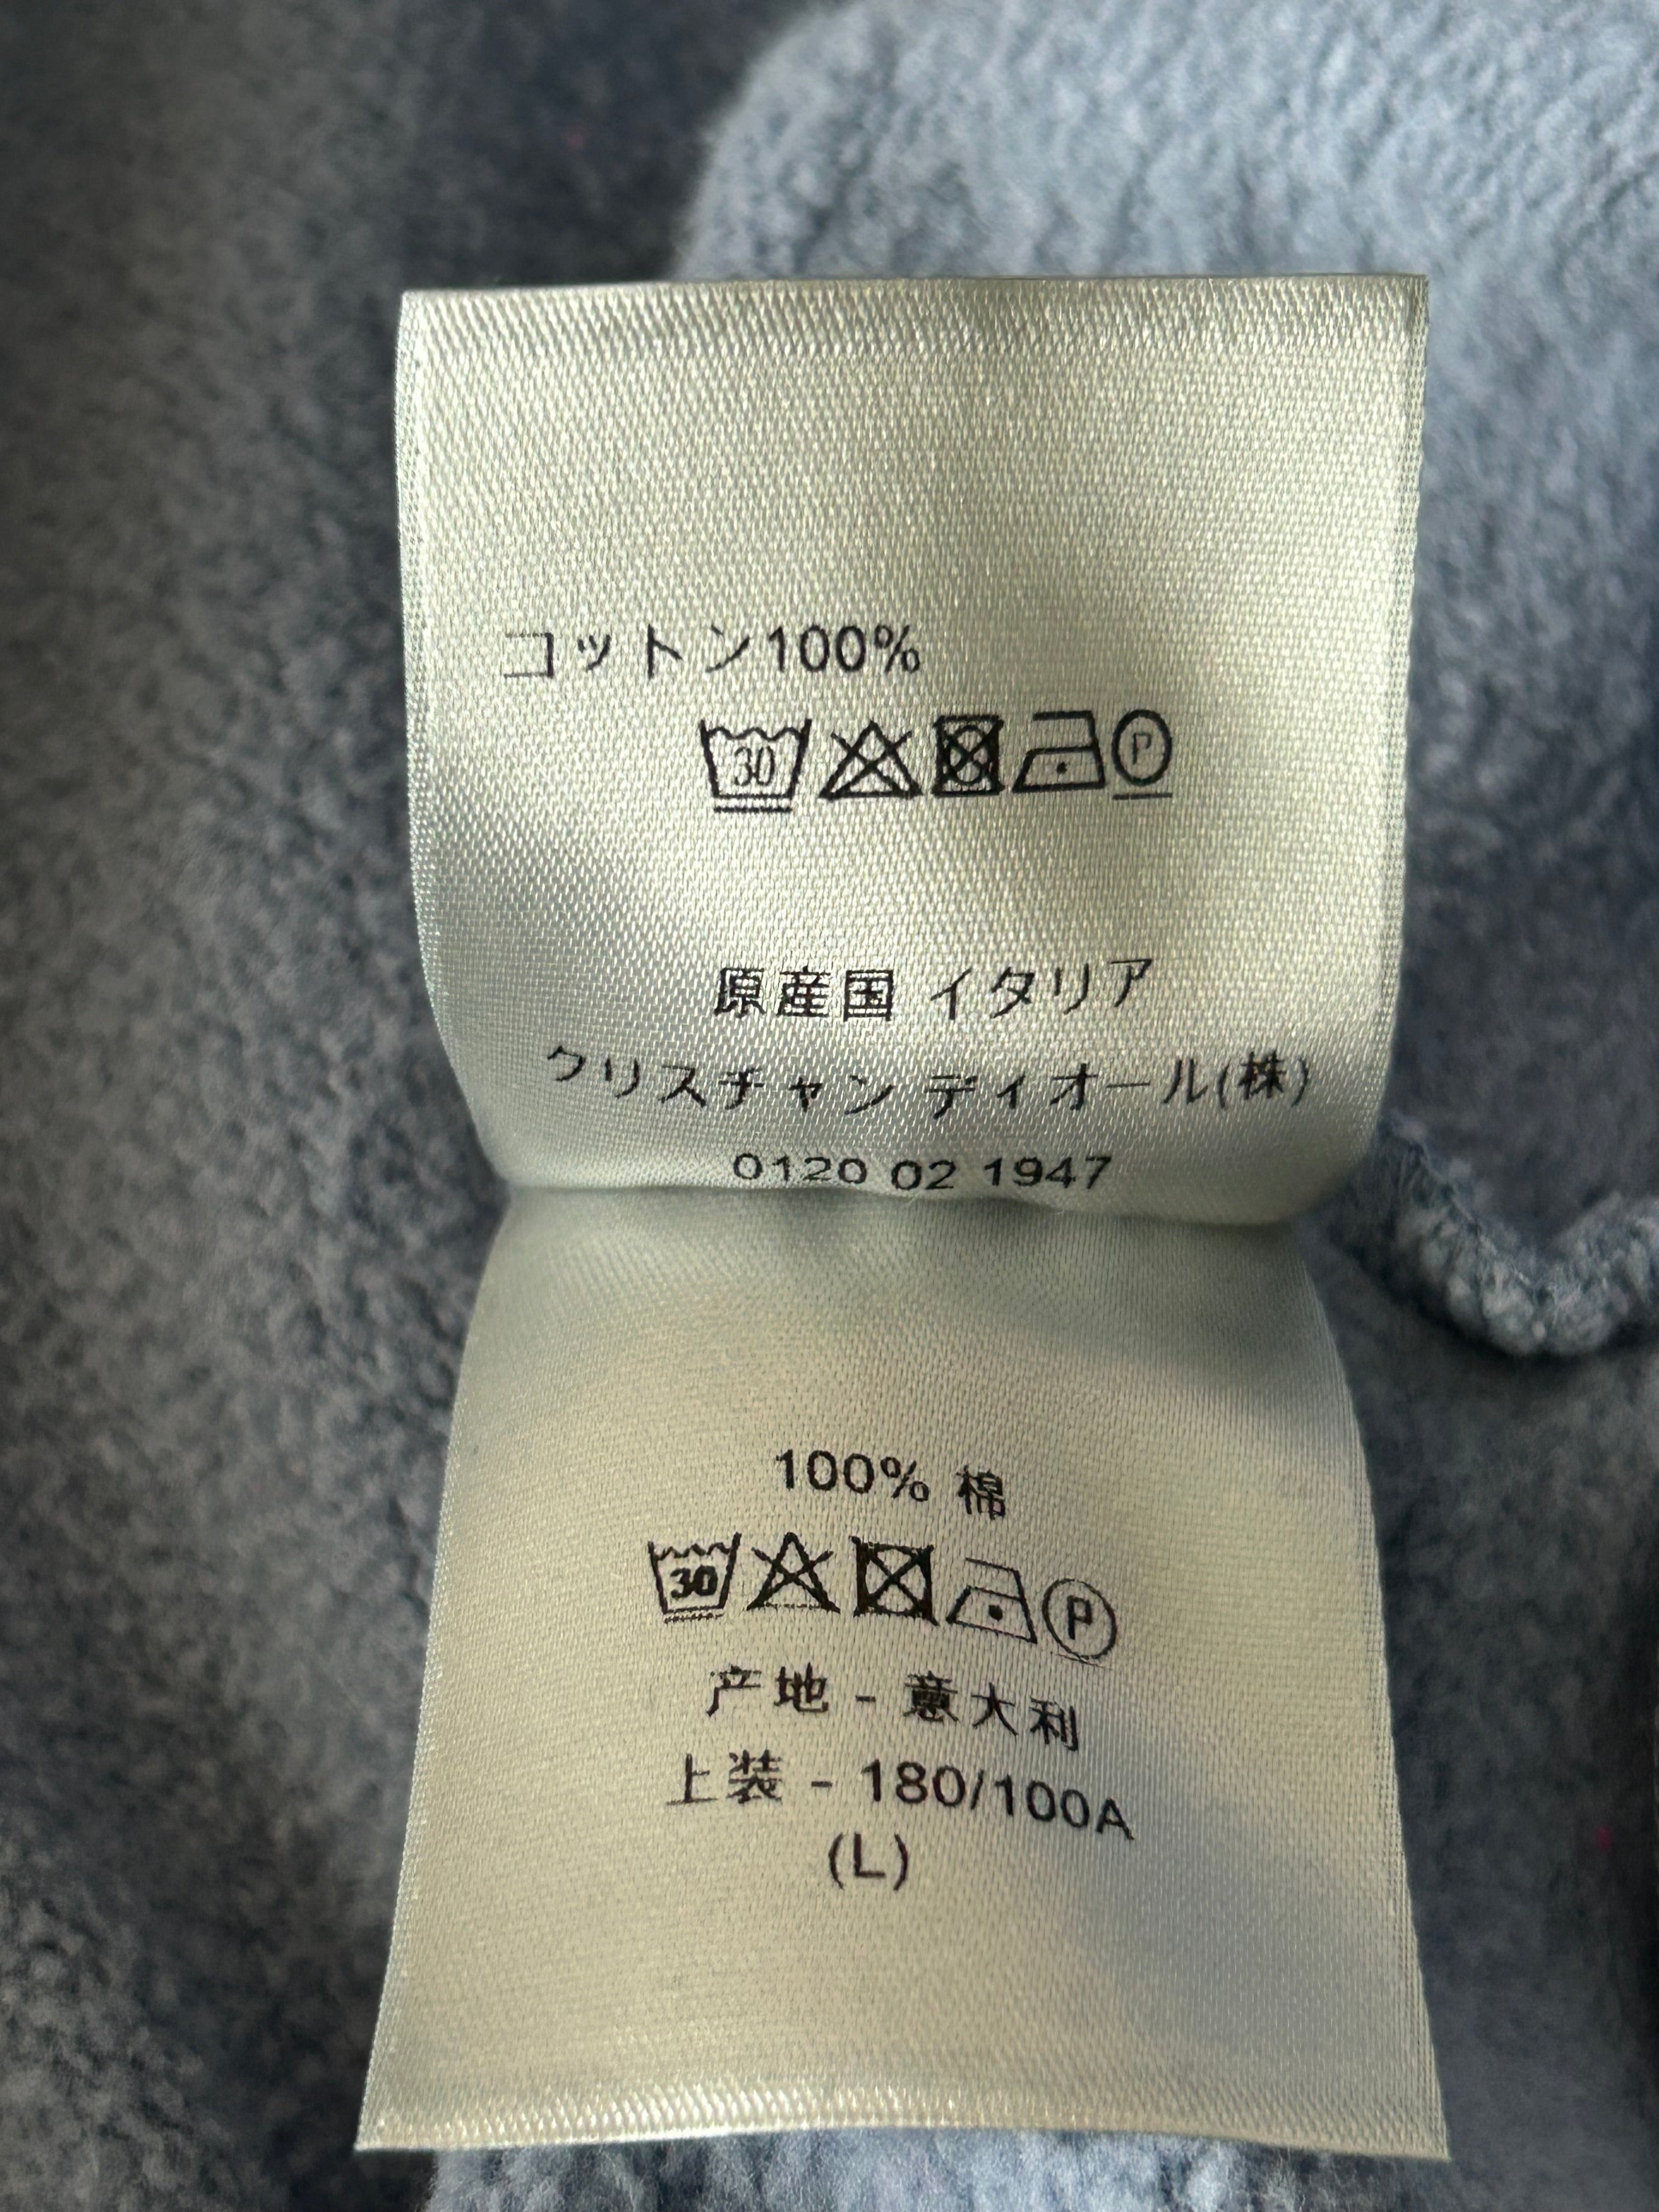 コットン100%
30 P
原産国 イタリア
クリスチャン ディオール(株)
0120 02 1947
100% 棉
30 P
产地 - 意大利
上装 - 180/100A
(L)